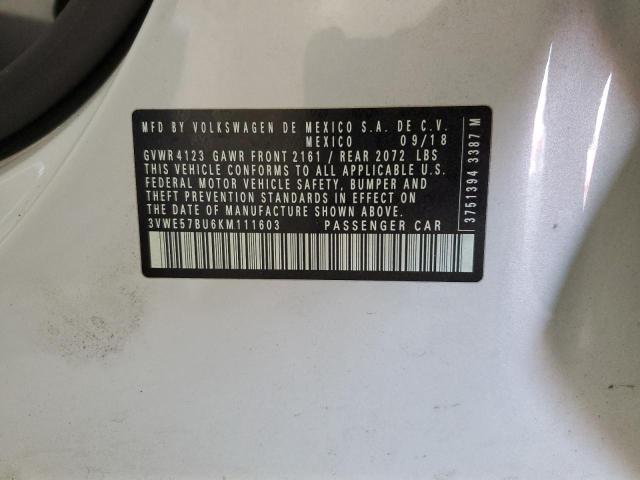 MFD BY VOLKSWAGEN DE MEXICO S.A. DE C.V.
MEXICO 09/18
GVWR 4123 GAWR FRONT 2161 / REAR 2072 LBS
THIS VEHICLE CONFORMS TO ALL APPLICABLE U.S.
FEDERAL MOTOR VEHICLE SAFETY, BUMPER AND
THEFT PREVENTION STANDARDS IN EFFECT ON
THE DATE OF MANUFACTURE SHOWN ABOVE.
3VWE57BU6KM111603 PASSENGER CAR
3751394 3387 M